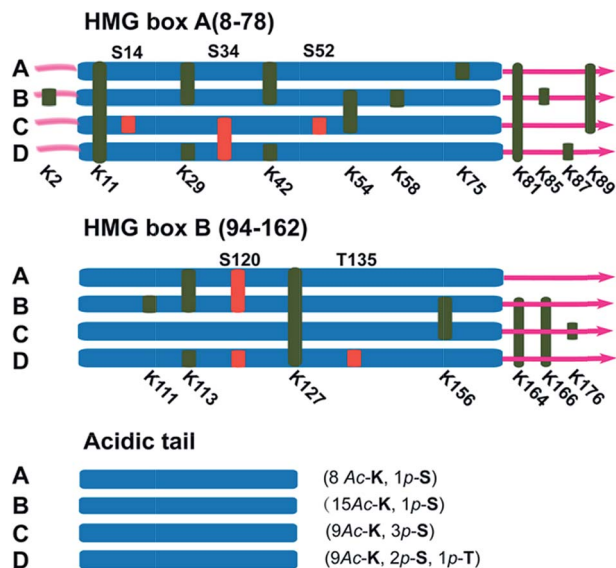 HMG box A(8-78)
S14 S34 S52
A
B
C
D
K2 K11 K29 K42 K54 K58 K75 K81 K85 K87 K89
HMG box B (94-162)
S120 T135
A
B
C
D
K111 K113 K127 K156 K164 K166 K176
Acidic tail
A (8 Ac-K, 1p-S)
B (15Ac-K, 1p-S)
C (9Ac-K, 3p-S)
D (9Ac-K, 2p-S, 1p-T)